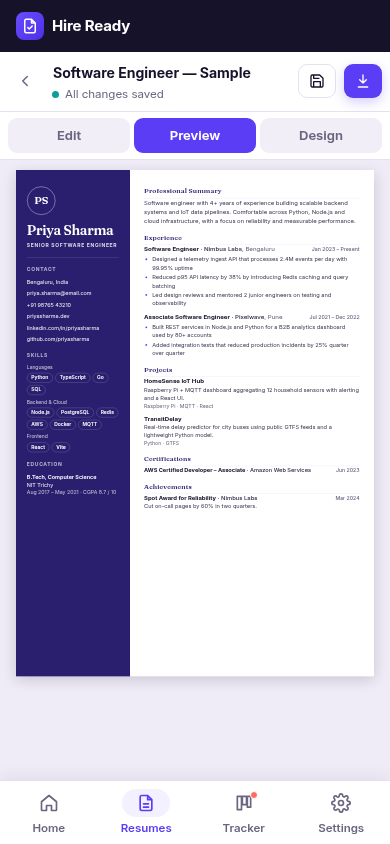 Hire Ready
Software Engineer — Sample
All changes saved
Edit
Preview
Design
PS
Priya Sharma
SENIOR SOFTWARE ENGINEER
CONTACT
Bengaluru, India
priya.sharma@email.com
+91 98765 43210
priyasharma.dev
linkedin.com/in/priyasharma
github.com/priyasharma
SKILLS
Languages
Python TypeScript Go
SQL
Backend & Cloud
Node.js PostgreSQL Redis
AWS Docker MQTT
Frontend
React Vite
EDUCATION
B.Tech, Computer Science
NIT Trichy
Aug 2017 – May 2021 · CGPA 8.7 / 10
Professional Summary
Software engineer with 4+ years of experience building scalable backend
systems and IoT data pipelines. Comfortable across Python, Node.js and
cloud infrastructure, with a focus on reliability and measurable performance.
Experience
Software Engineer · Nimbus Labs, Bengaluru Jan 2023 – Present
• Designed a telemetry ingest API that processes 2.4M events per day with
99.95% uptime
• Reduced p95 API latency by 38% by introducing Redis caching and query
batching
• Led design reviews and mentored 2 junior engineers on testing and
observability
Associate Software Engineer · Pixelwave, Pune Jul 2021 – Dec 2022
• Built REST services in Node.js and Python for a B2B analytics dashboard
used by 80+ accounts
• Added integration tests that reduced production incidents by 25% quarter
over quarter
Projects
HomeSense IoT Hub
Raspberry Pi + MQTT dashboard aggregating 12 household sensors with alerting
and a React UI.
Raspberry Pi · MQTT · React
TransitDelay
Real-time delay predictor for city buses using public GTFS feeds and a
lightweight Python model.
Python · GTFS
Certifications
AWS Certified Developer – Associate · Amazon Web Services Jun 2023
Achievements
Spot Award for Reliability · Nimbus Labs Mar 2024
Cut on-call pages by 60% in two quarters.
Home
Resumes
Tracker
Settings